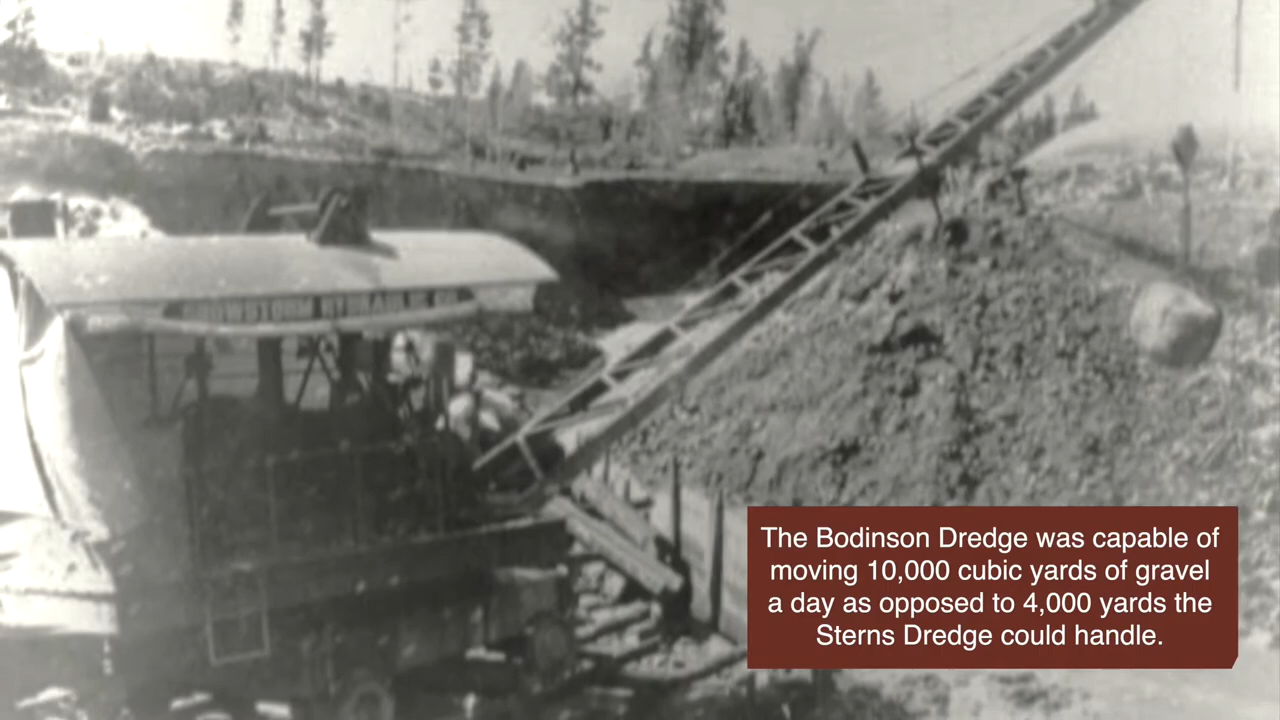 The Bodinson Dredge was capable of
moving 10,000 cubic yards of gravel
a day as opposed to 4,000 yards the
Sterns Dredge could handle.